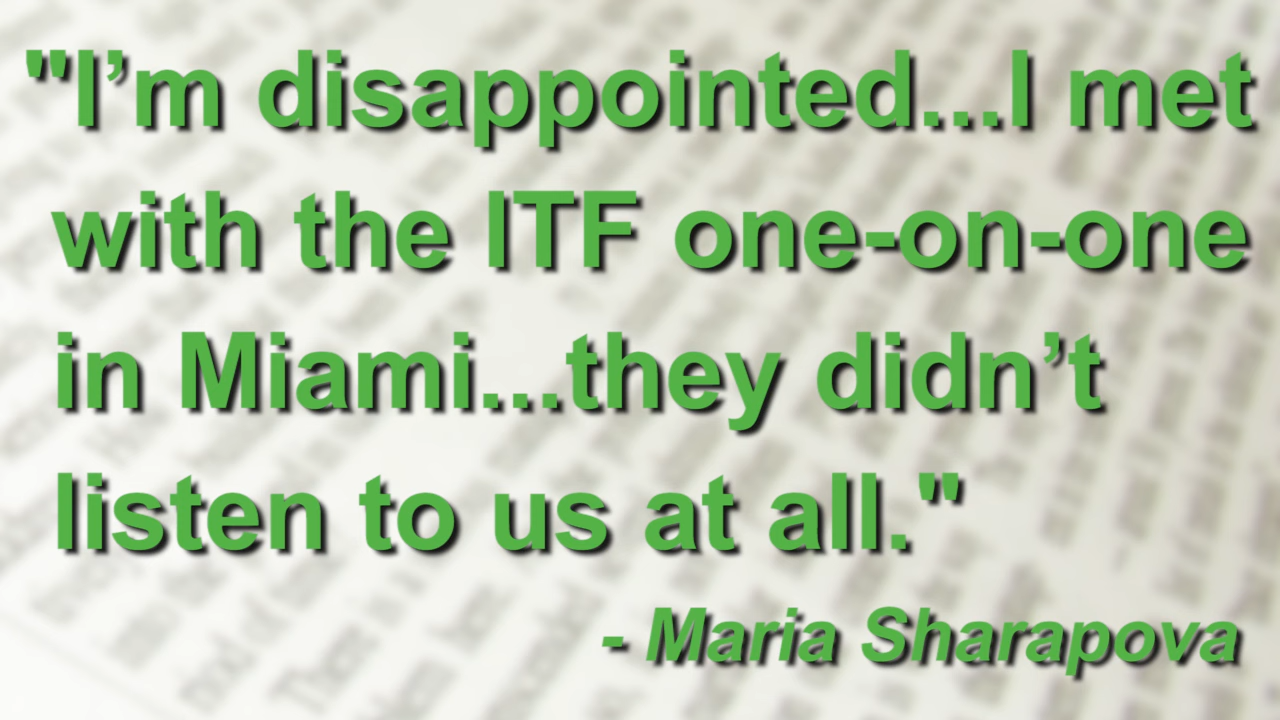 "I’m disappointed...I met
with the ITF one-on-one
in Miami...they didn’t
listen to us at all."
- Maria Sharapova